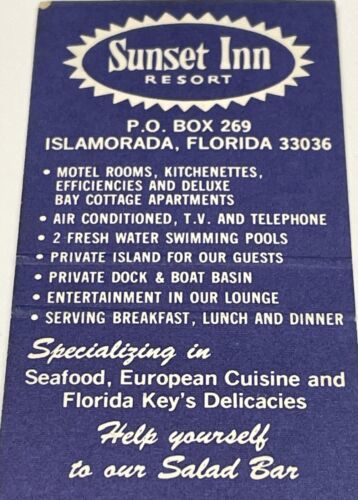 Sunset Inn
RESORT
P.O. BOX 269
ISLAMORADA, FLORIDA 33036
• MOTEL ROOMS, KITCHENETTES,
EFFICIENCIES AND DELUXE
BAY COTTAGE APARTMENTS
• AIR CONDITIONED, T.V. AND TELEPHONE
• 2 FRESH WATER SWIMMING POOLS
• PRIVATE ISLAND FOR OUR GUESTS
• PRIVATE DOCK & BOAT BASIN
• ENTERTAINMENT IN OUR LOUNGE
• SERVING BREAKFAST, LUNCH AND DINNER
Specializing in
Seafood, European Cuisine and
Florida Key's Delicacies
Help yourself
to our Salad Bar